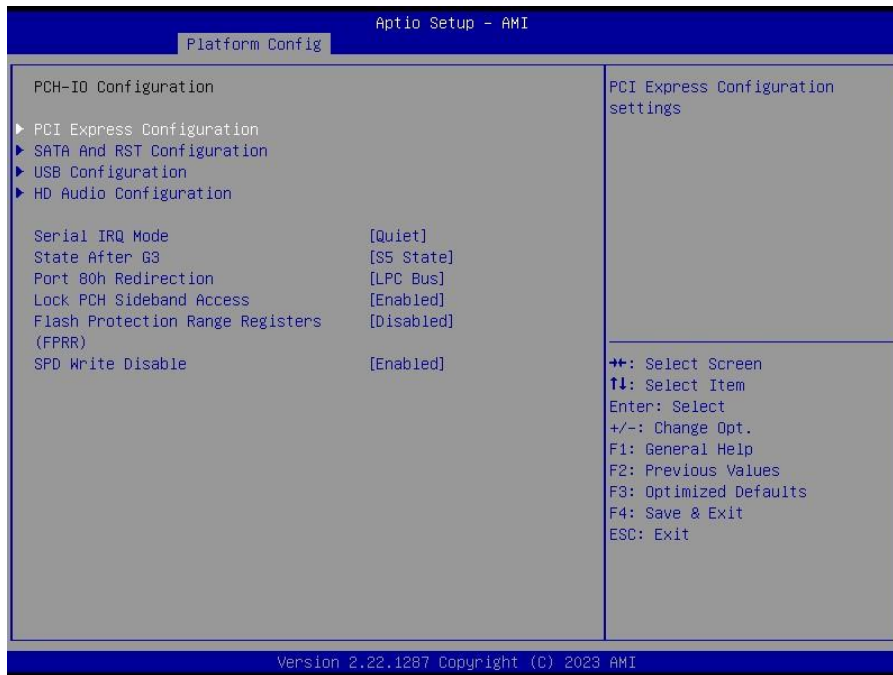 Aptio Setup - AMI
Platform Config
PCH-IO Configuration
PCI Express Configuration
SATA And RST Configuration
USB Configuration
HD Audio Configuration
Serial IRQ Mode [Quiet]
State After G3 [S5 State]
Port 80h Redirection [LPC Bus]
Lock PCH Sideband Access [Enabled]
Flash Protection Range Registers [Disabled]
(FPRR)
SPD Write Disable [Enabled]
PCI Express Configuration
settings
→←: Select Screen
↑↓: Select Item
Enter: Select
+/-: Change Opt.
F1: General Help
F2: Previous Values
F3: Optimized Defaults
F4: Save & Exit
ESC: Exit
Version 2.22.1287 Copyright (C) 2023 AMI